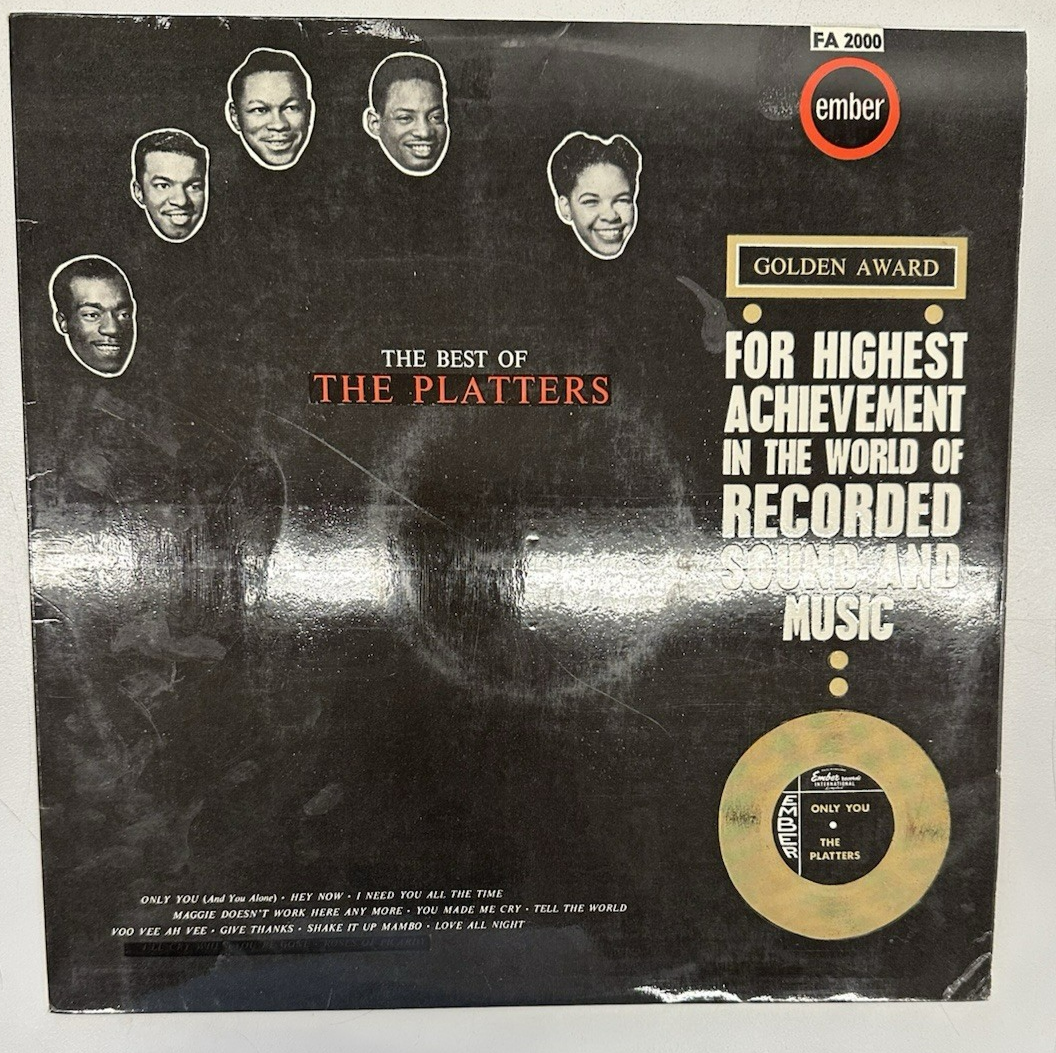 FA 2000
ember
GOLDEN AWARD
FOR HIGHEST
ACHIEVEMENT
IN THE WORLD OF
RECORDED
SOUND AND
MUSIC
THE BEST OF
THE PLATTERS
Ember records
INTERNATIONAL
EMBER
ONLY YOU
THE
PLATTERS
ONLY YOU (And You Alone) · HEY NOW · I NEED YOU ALL THE TIME
MAGGIE DOESN'T WORK HERE ANY MORE · YOU MADE ME CRY · TELL THE WORLD
VOO VEE AH VEE · GIVE THANKS · SHAKE IT UP MAMBO · LOVE ALL NIGHT